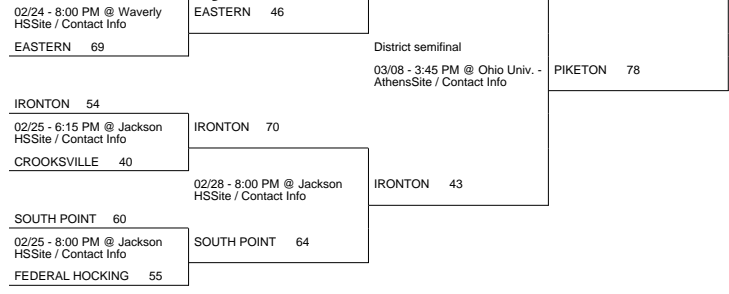 02/24 - 8:00 PM @ Waverly
HSSite / Contact Info
EASTERN 46
EASTERN 69
District semifinal
03/08 - 3:45 PM @ Ohio Univ. -
AthensSite / Contact Info
PIKETON 78
IRONTON 54
02/25 - 6:15 PM @ Jackson
HSSite / Contact Info
IRONTON 70
CROOKSVILLE 40
02/28 - 8:00 PM @ Jackson
HSSite / Contact Info
IRONTON 43
SOUTH POINT 60
02/25 - 8:00 PM @ Jackson
HSSite / Contact Info
SOUTH POINT 64
FEDERAL HOCKING 55